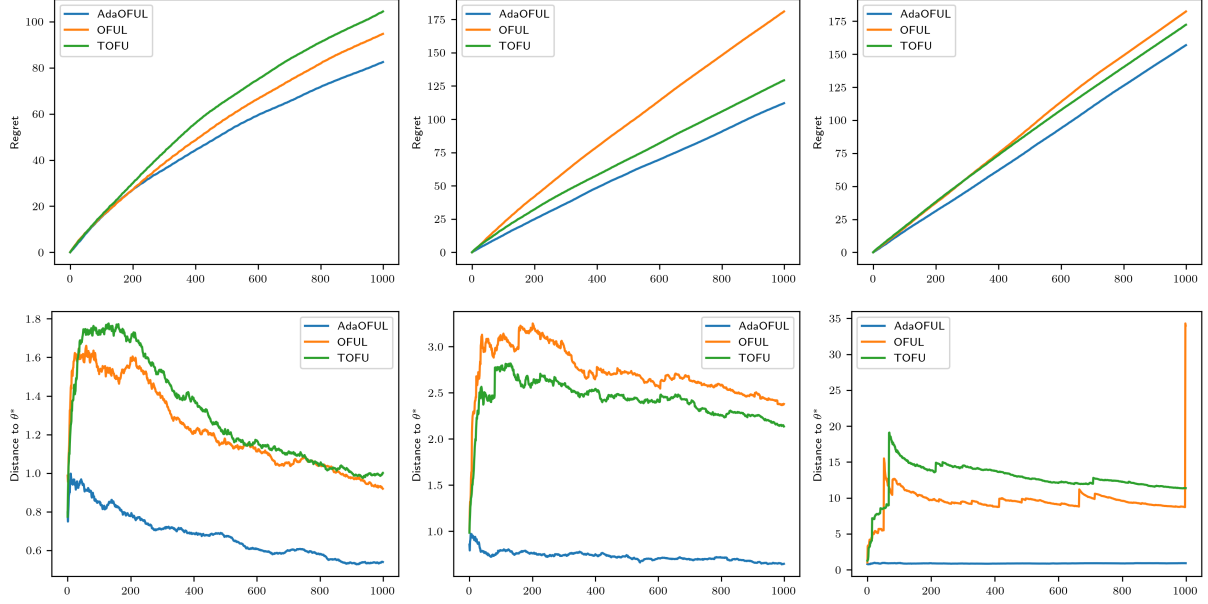 100
80
60
40
20
0
Regret
AdaOFUL
OFUL
TOFU
0 200 400 600 800 1000
175
150
125
100
75
50
25
0
Regret
AdaOFUL
OFUL
TOFU
0 200 400 600 800 1000
175
150
125
100
75
50
25
0
Regret
AdaOFUL
OFUL
TOFU
0 200 400 600 800 1000
1.8
1.6
1.4
1.2
1.0
0.8
0.6
Distance to θ*
AdaOFUL
OFUL
TOFU
0 200 400 600 800 1000
3.0
2.5
2.0
1.5
1.0
Distance to θ*
AdaOFUL
OFUL
TOFU
0 200 400 600 800 1000
35
30
25
20
15
10
5
0
Distance to θ*
AdaOFUL
OFUL
TOFU
0 200 400 600 800 1000